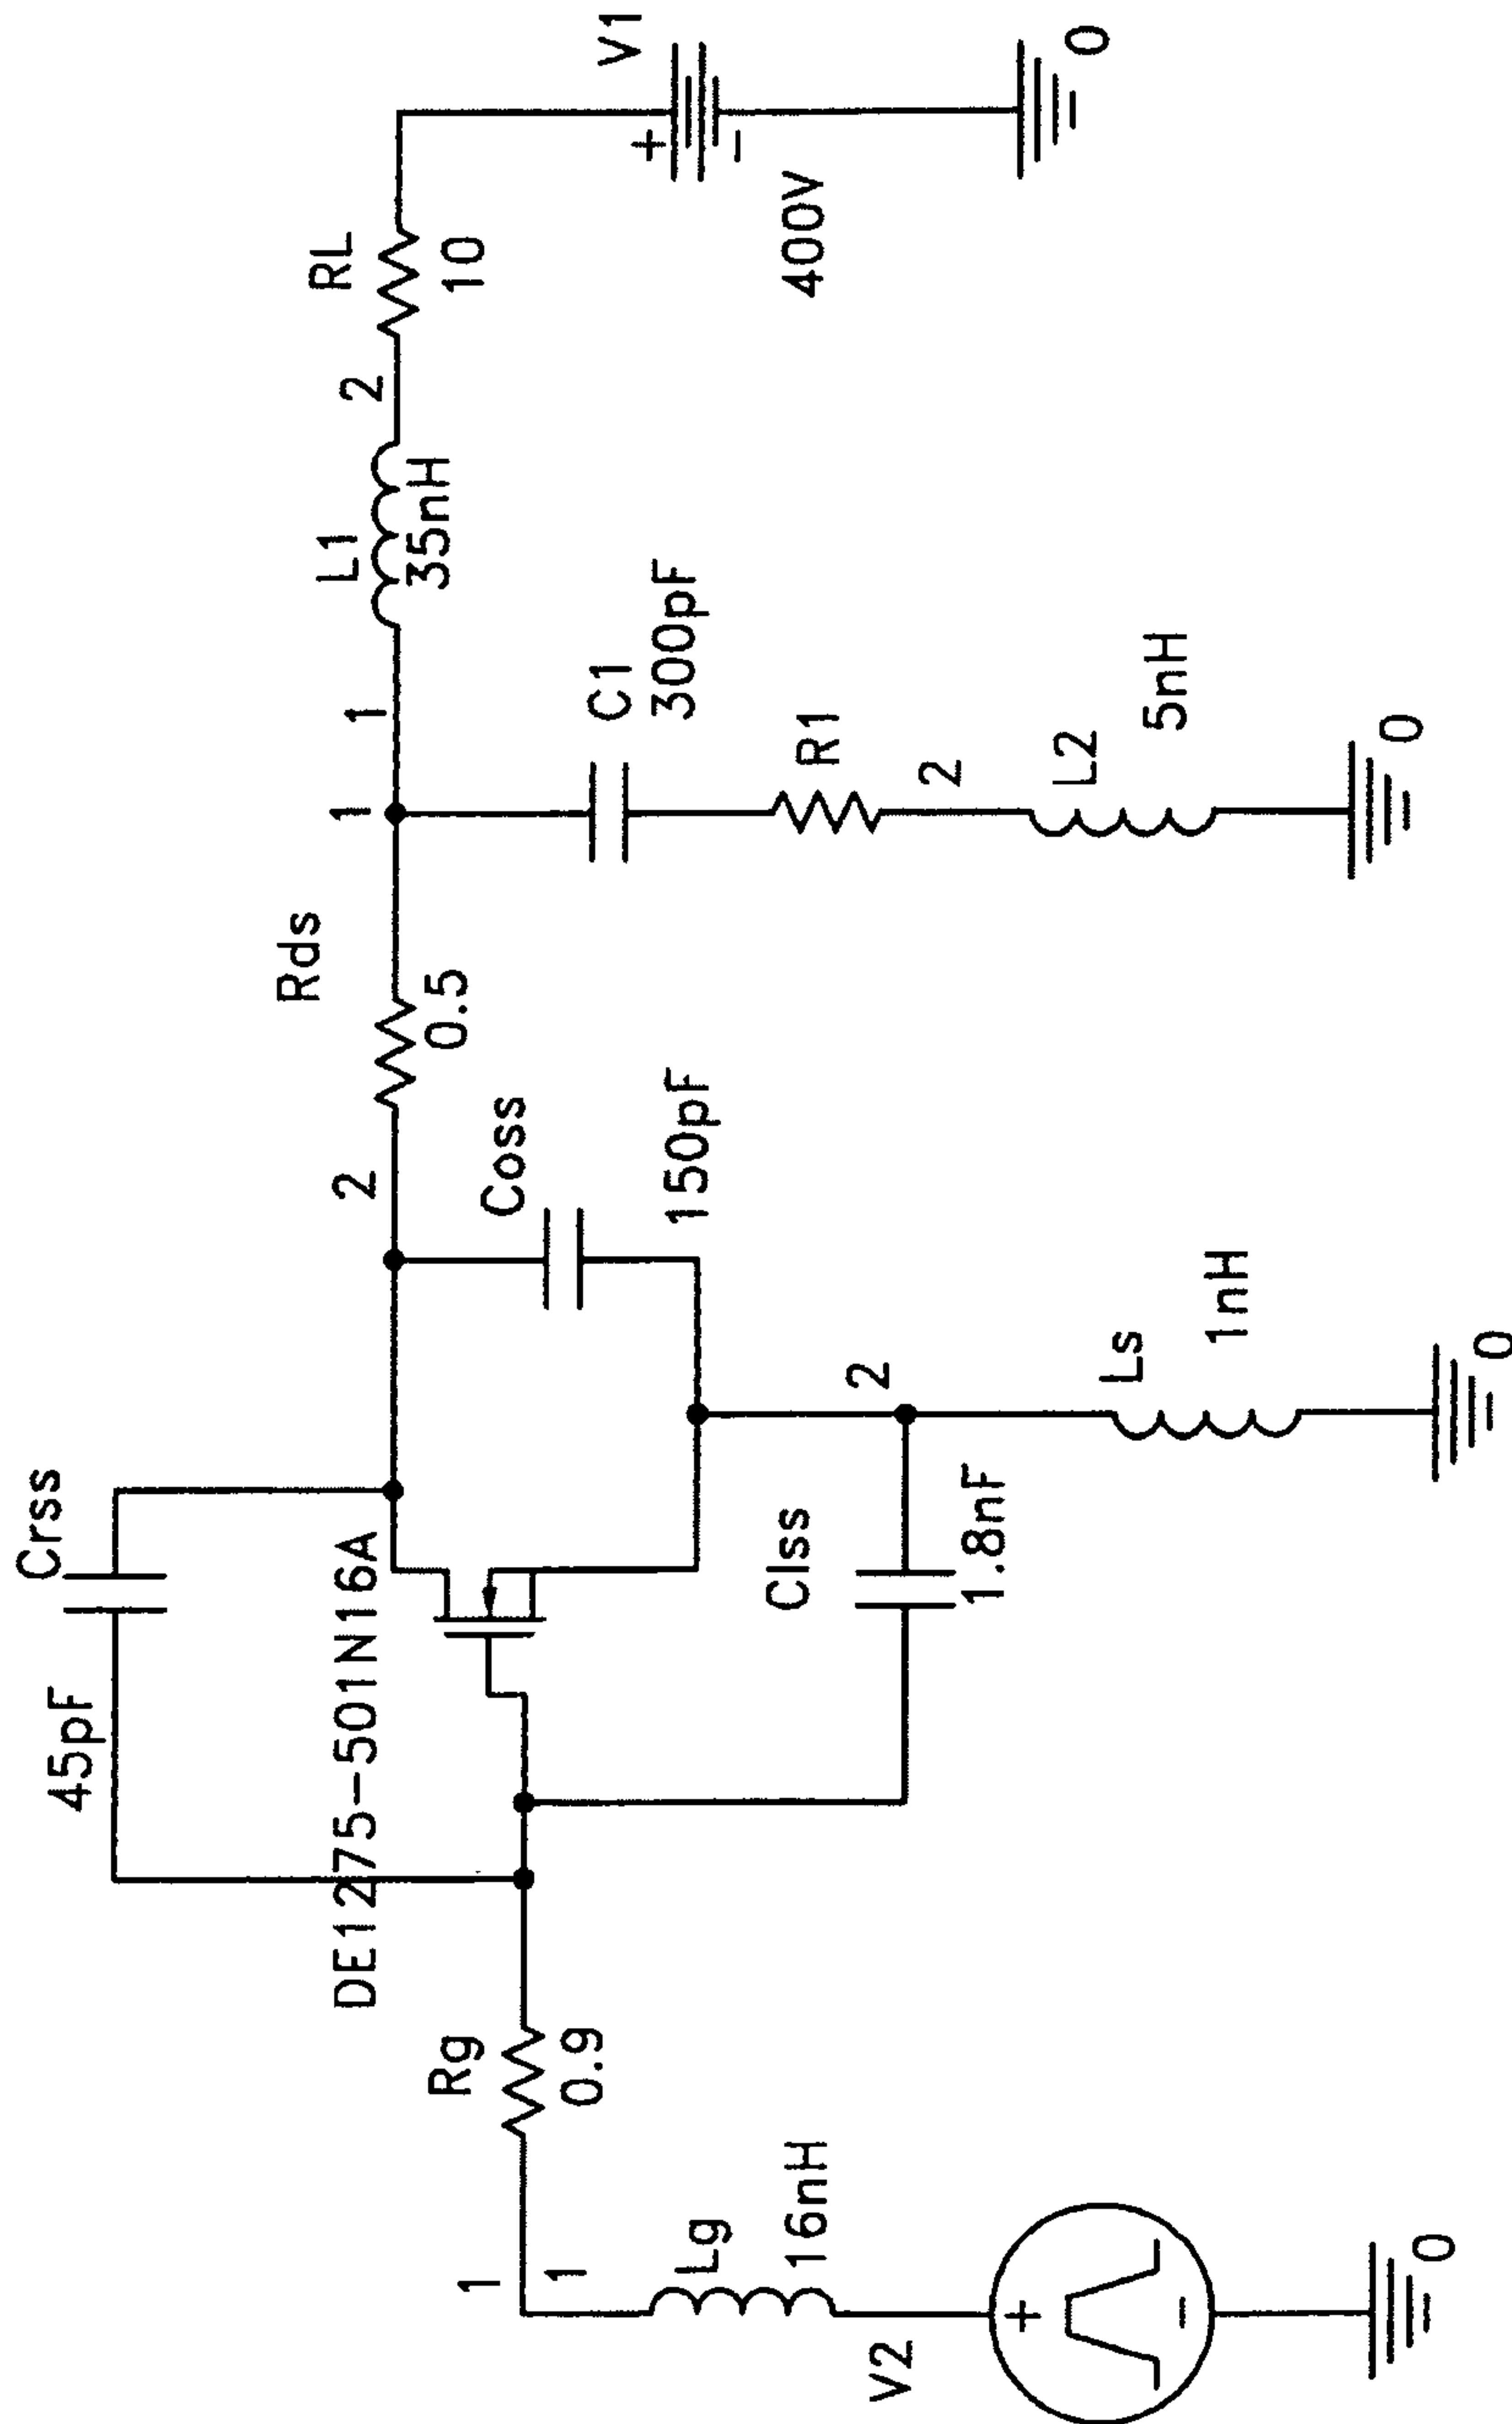 Crss
45pF
Rds
RL
L1
1
1
2
2
10
35nH
0.5
DE1275-501N16A
Rg
0.9
1
1
Coss
150pF
C1
300pF
V1
+
-
400V
R1
Lg
16nH
CIss
1.8nF
2
2
L2
5nH
V2
Ls
1nH
+
-
0
0
0
0